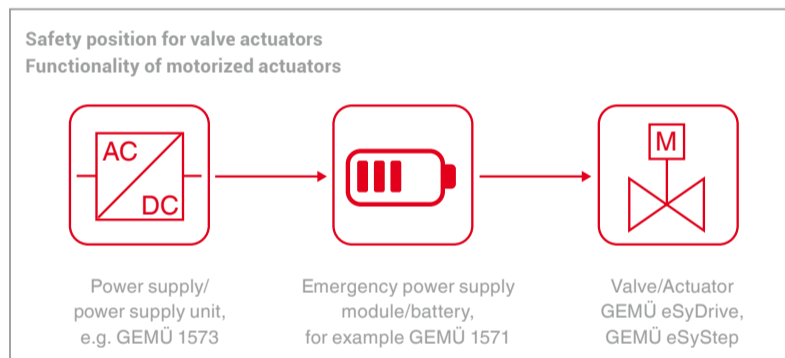 Safety position for valve actuators
Functionality of motorized actuators
AC
DC
M
Power supply/
power supply unit,
e.g. GEMÜ 1573
Emergency power supply
module/battery,
for example GEMÜ 1571
Valve/Actuator
GEMÜ eSyDrive,
GEMÜ eSyStep